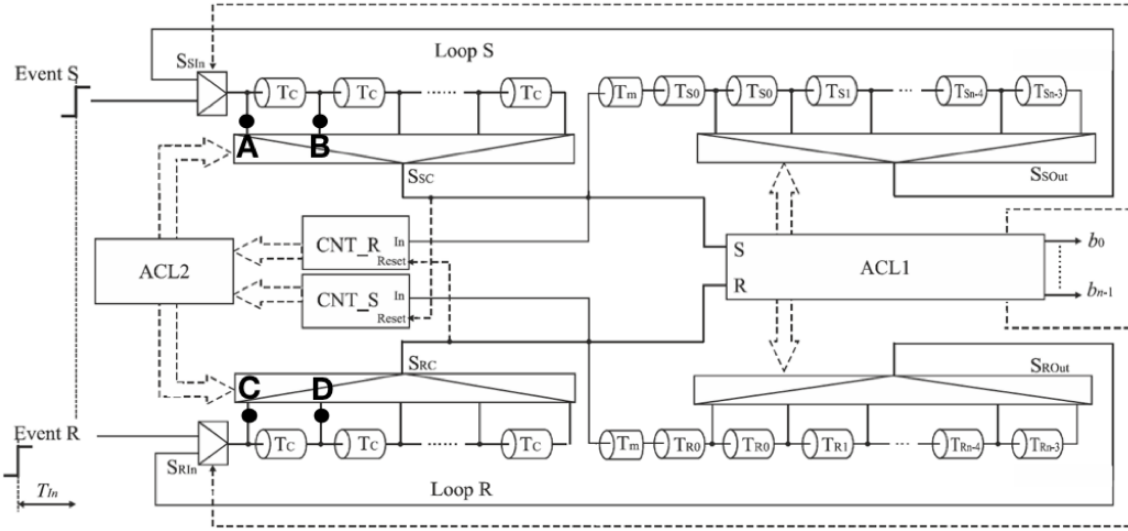 Loop S
Event S
SSIn
TC TC ...... TC
Tm TS0 TS0 TS1 ... TSn-4 TSn-3
A B
SSC
SSOut
CNT_R In
Reset
ACL2
CNT_S In
Reset
S
R
ACL1
b0
bn-1
SRC
SROut
C D
Event R
SRIn
TC TC ...... TC
Tm TR0 TR0 TR1 ... TRn-4 TRn-3
TIn
Loop R